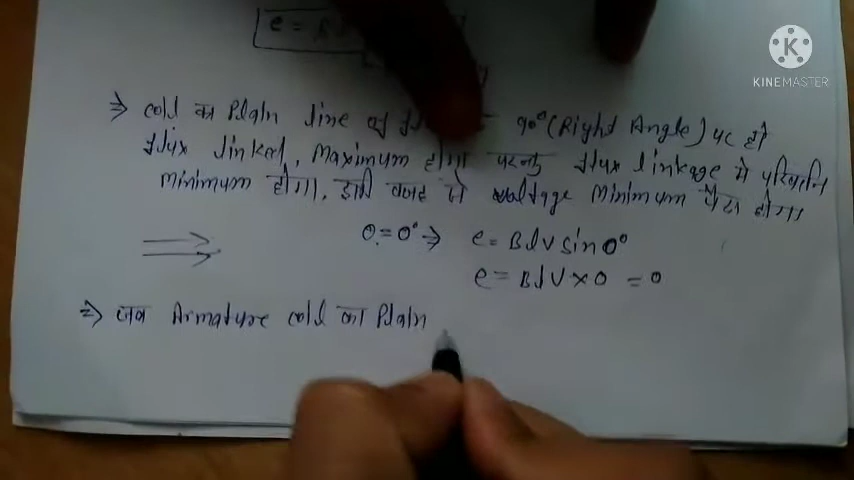 e =
KINEMASTER
⇒ coil का Plain line of 90° (Right Angle) पर हो
flux linked, Maximum होगा परन्तु flux linkage मे परिवर्तन
Minimum होगा, इसी वजह से voltage Minimum पैदा होगा
θ = 0° ⇒ e = Blv sin 0°
e = Blv × 0 = 0
⇒ जब Armature coil का Plain